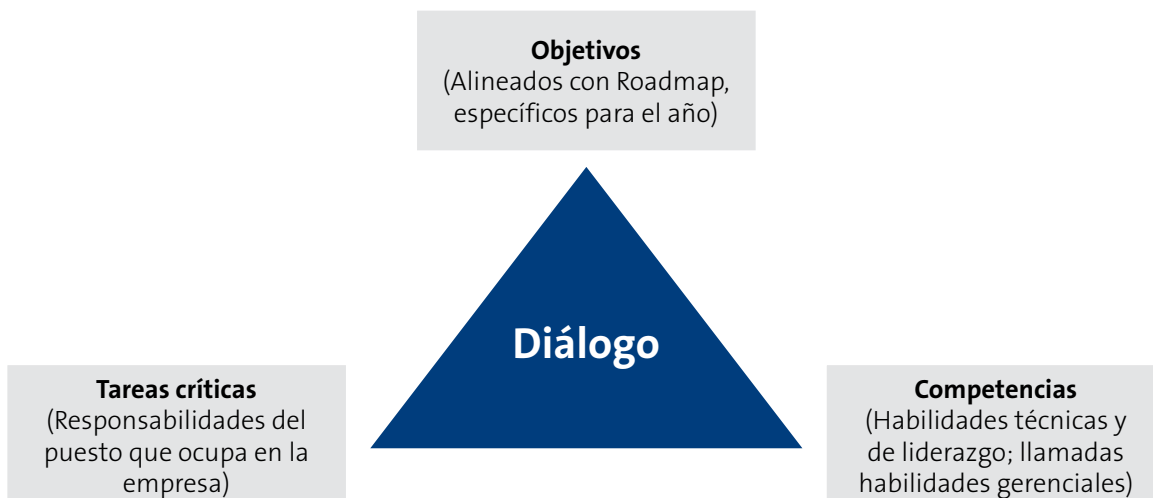 Objetivos
(Alineados con Roadmap,
específicos para el año)
Diálogo
Tareas críticas
(Responsabilidades del
puesto que ocupa en la
empresa)
Competencias
(Habilidades técnicas y
de liderazgo; llamadas
habilidades gerenciales)